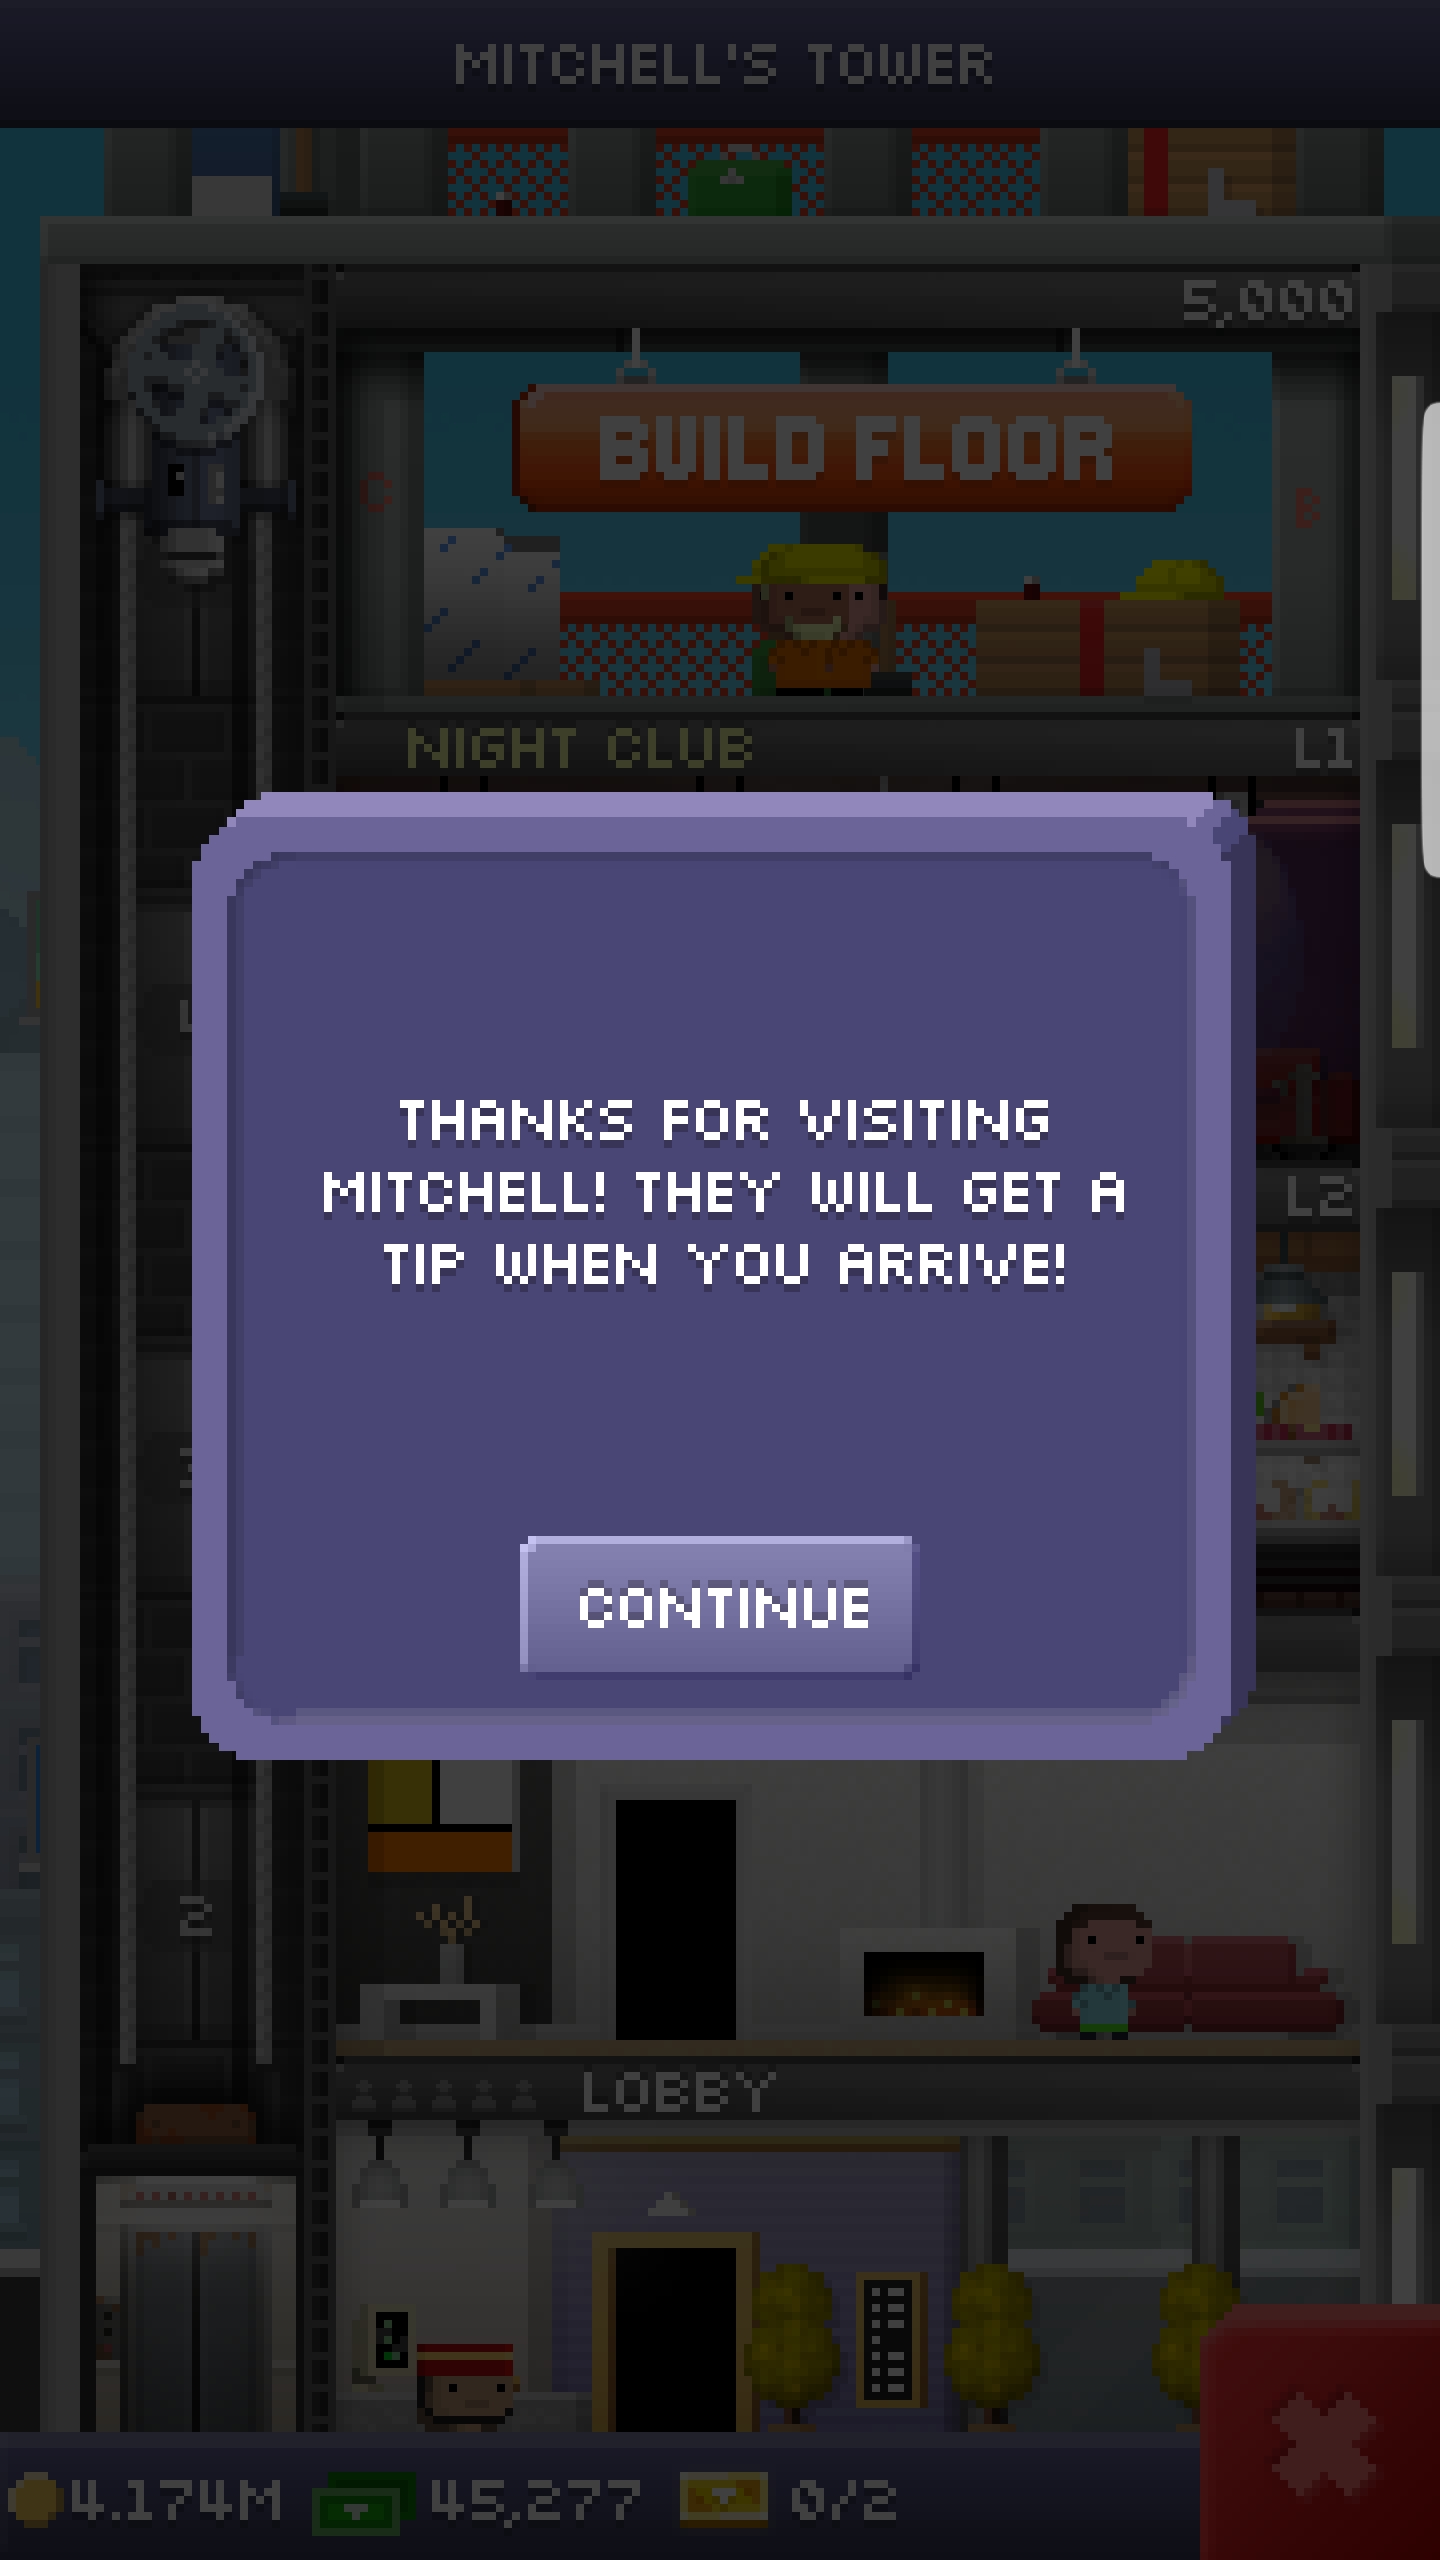 MITCHELL'S TOWER
5,000
BUILD FLOOR
C
B
NIGHT CLUB
L1
THANKS FOR VISITING
MITCHELL! THEY WILL GET A
TIP WHEN YOU ARRIVE!
L2
CONTINUE
2
LOBBY
4.174M
45,277
0/2